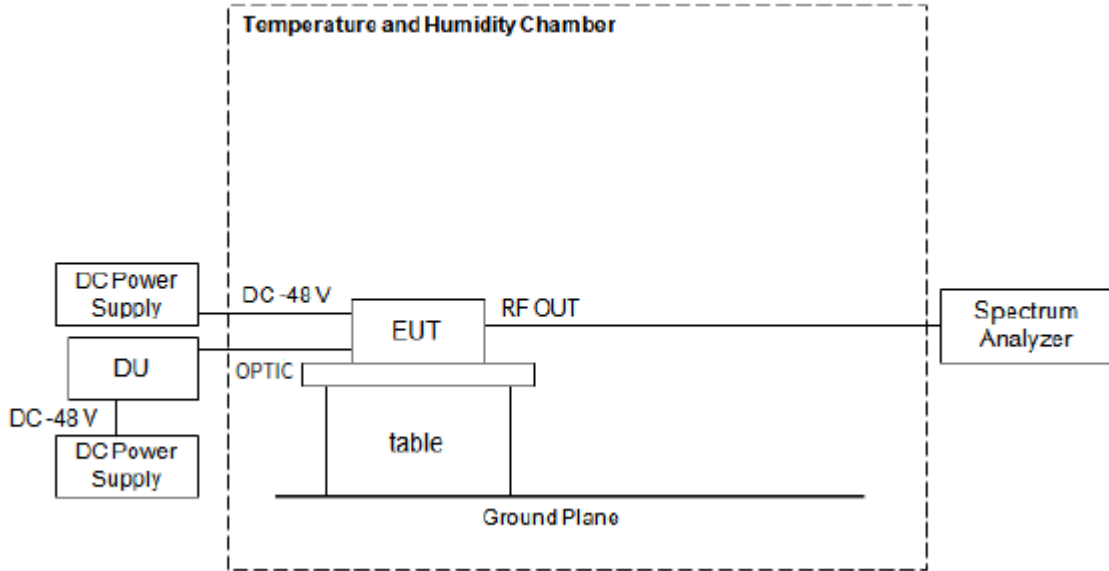 Temperature and Humidity Chamber
DC Power
Supply
DC -48 V
EUT
RF OUT
Spectrum
Analyzer
DU
OPTIC
DC -48 V
DC Power
Supply
table
Ground Plane